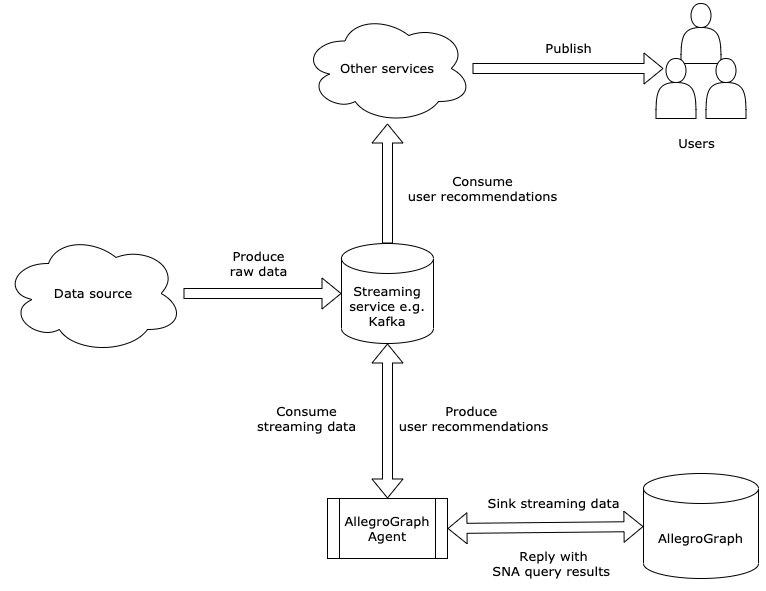 Other services
Publish
Users
Consume
user recommendations
Produce
raw data
Data source
Streaming
service e.g.
Kafka
Consume
streaming data
Produce
user recommendations
AllegroGraph
Agent
Sink streaming data
Reply with
SNA query results
AllegroGraph